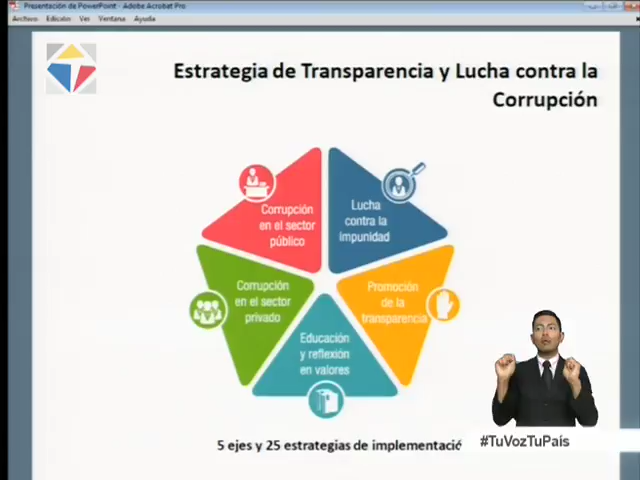 Presentación de PowerPoint - Adobe Acrobat Pro
Archivo Edición Ver Ventana Ayuda
Estrategia de Transparencia y Lucha contra la
Corrupción
Corrupción
en el sector
público
Lucha
contra la
impunidad
Corrupción
en el sector
privado
Promoción
de la
transparencia
Educación
y reflexión
en valores
5 ejes y 25 estrategias de implementació
#TuVozTuPaís